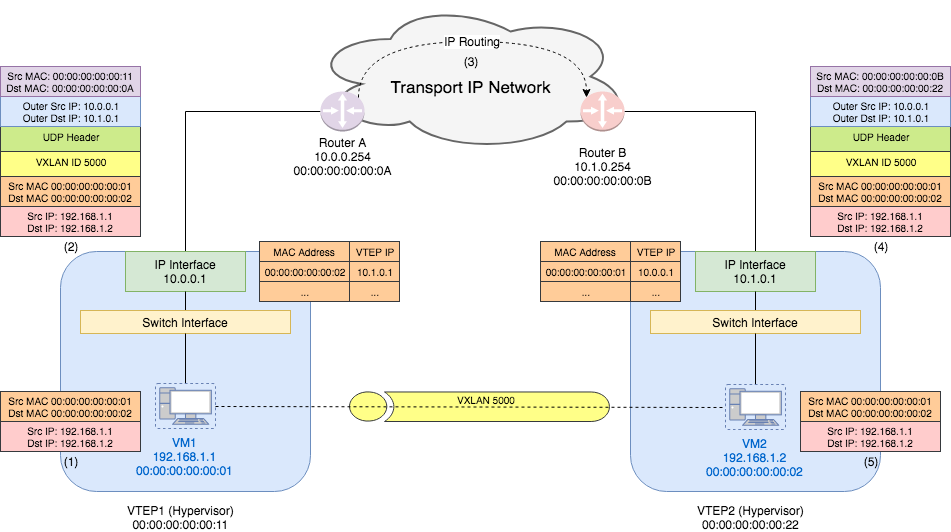 IP Routing
(3)
Transport IP Network
Router A
10.0.0.254
00:00:00:00:00:0A
Router B
10.1.0.254
00:00:00:00:00:0B
Src MAC: 00:00:00:00:00:11
Dst MAC: 00:00:00:00:00:0A
Outer Src IP: 10.0.0.1
Outer Dst IP: 10.1.0.1
UDP Header
VXLAN ID 5000
Src MAC 00:00:00:00:00:01
Dst MAC 00:00:00:00:00:02
Src IP: 192.168.1.1
Dst IP: 192.168.1.2
(2)
Src MAC: 00:00:00:00:00:0B
Dst MAC: 00:00:00:00:00:22
Outer Src IP: 10.0.0.1
Outer Dst IP: 10.1.0.1
UDP Header
VXLAN ID 5000
Src MAC 00:00:00:00:00:01
Dst MAC 00:00:00:00:00:02
Src IP: 192.168.1.1
Dst IP: 192.168.1.2
(4)
IP Interface
10.0.0.1
MAC Address VTEP IP
00:00:00:00:00:02 10.1.0.1
... ...
Switch Interface
MAC Address VTEP IP
00:00:00:00:00:01 10.0.0.1
... ...
IP Interface
10.1.0.1
Switch Interface
Src MAC 00:00:00:00:00:01
Dst MAC 00:00:00:00:00:02
Src IP: 192.168.1.1
Dst IP: 192.168.1.2
(1)
VM1
192.168.1.1
00:00:00:00:00:01
VXLAN 5000
VM2
192.168.1.2
00:00:00:00:00:02
Src MAC 00:00:00:00:00:01
Dst MAC 00:00:00:00:00:02
Src IP: 192.168.1.1
Dst IP: 192.168.1.2
(5)
VTEP1 (Hypervisor)
00:00:00:00:00:11
VTEP2 (Hypervisor)
00:00:00:00:00:22